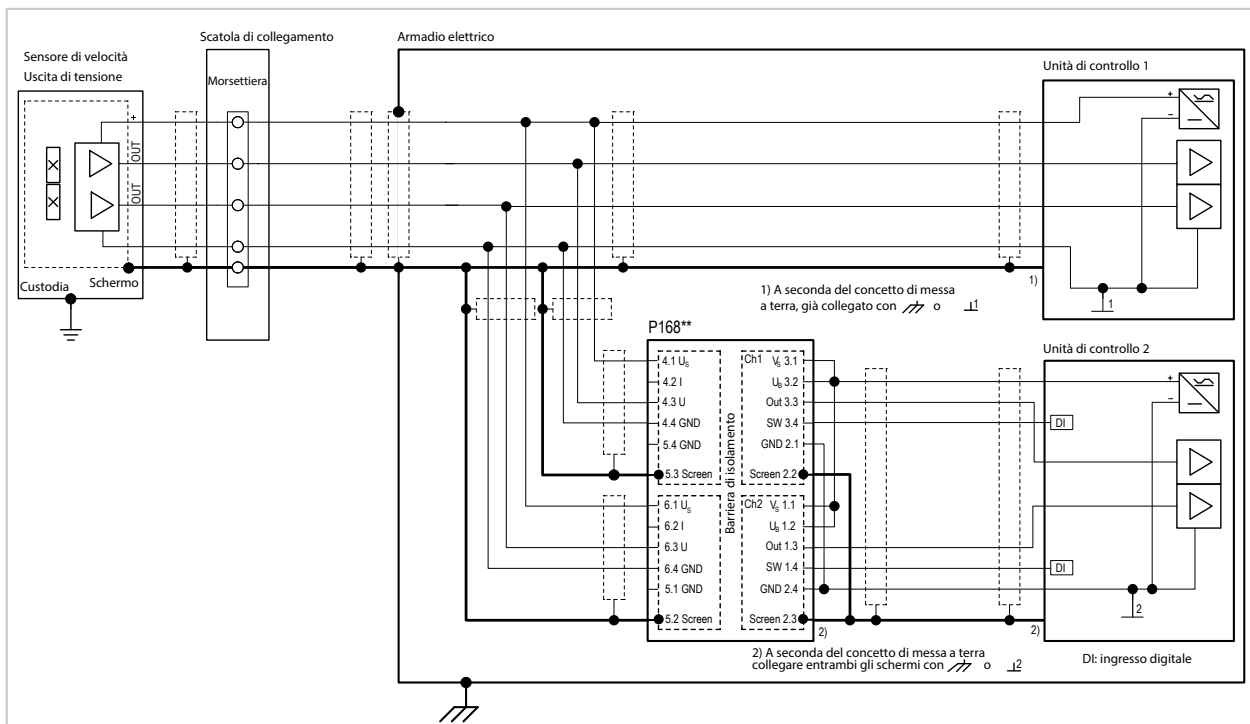 Sensore di velocità
Uscita di tensione
Scatola di collegamento
Morsettiera
Armadio elettrico
Unità di controllo 1
+
OUT
OUT
Custodia
Schermo
+
–
1
1)
1) A seconda del concetto di messa
a terra, già collegato con o 1
P168**
4.1 US
4.2 I
4.3 U
4.4 GND
5.4 GND
5.3 Screen
6.1 US
6.2 I
6.3 U
6.4 GND
5.1 GND
5.2 Screen
Barriera di isolamento
Ch1 VS 3.1
UB 3.2
Out 3.3
SW 3.4
GND 2.1
Screen 2.2
Ch2 VS 1.1
UB 1.2
Out 1.3
SW 1.4
GND 2.4
Screen 2.3
2)
Unità di controllo 2
+
–
DI
DI
2
2)
2) A seconda del concetto di messa a terra
collegare entrambi gli schermi con o 2
DI: ingresso digitale